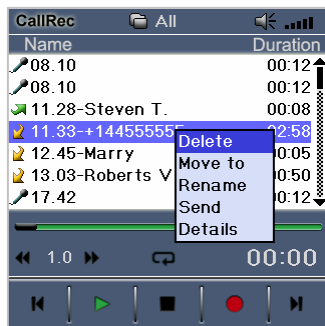 CallRec All
Name Duration
08.10 00:12
08.10 00:12
11.28-Steven T. 00:08
11.33-+144555555 02:58
12.45-Marry 00:05
13.03-Roberts V 00:50
17.42 00:12
Delete
Move to
Rename
Send
Details
1.0 00:00